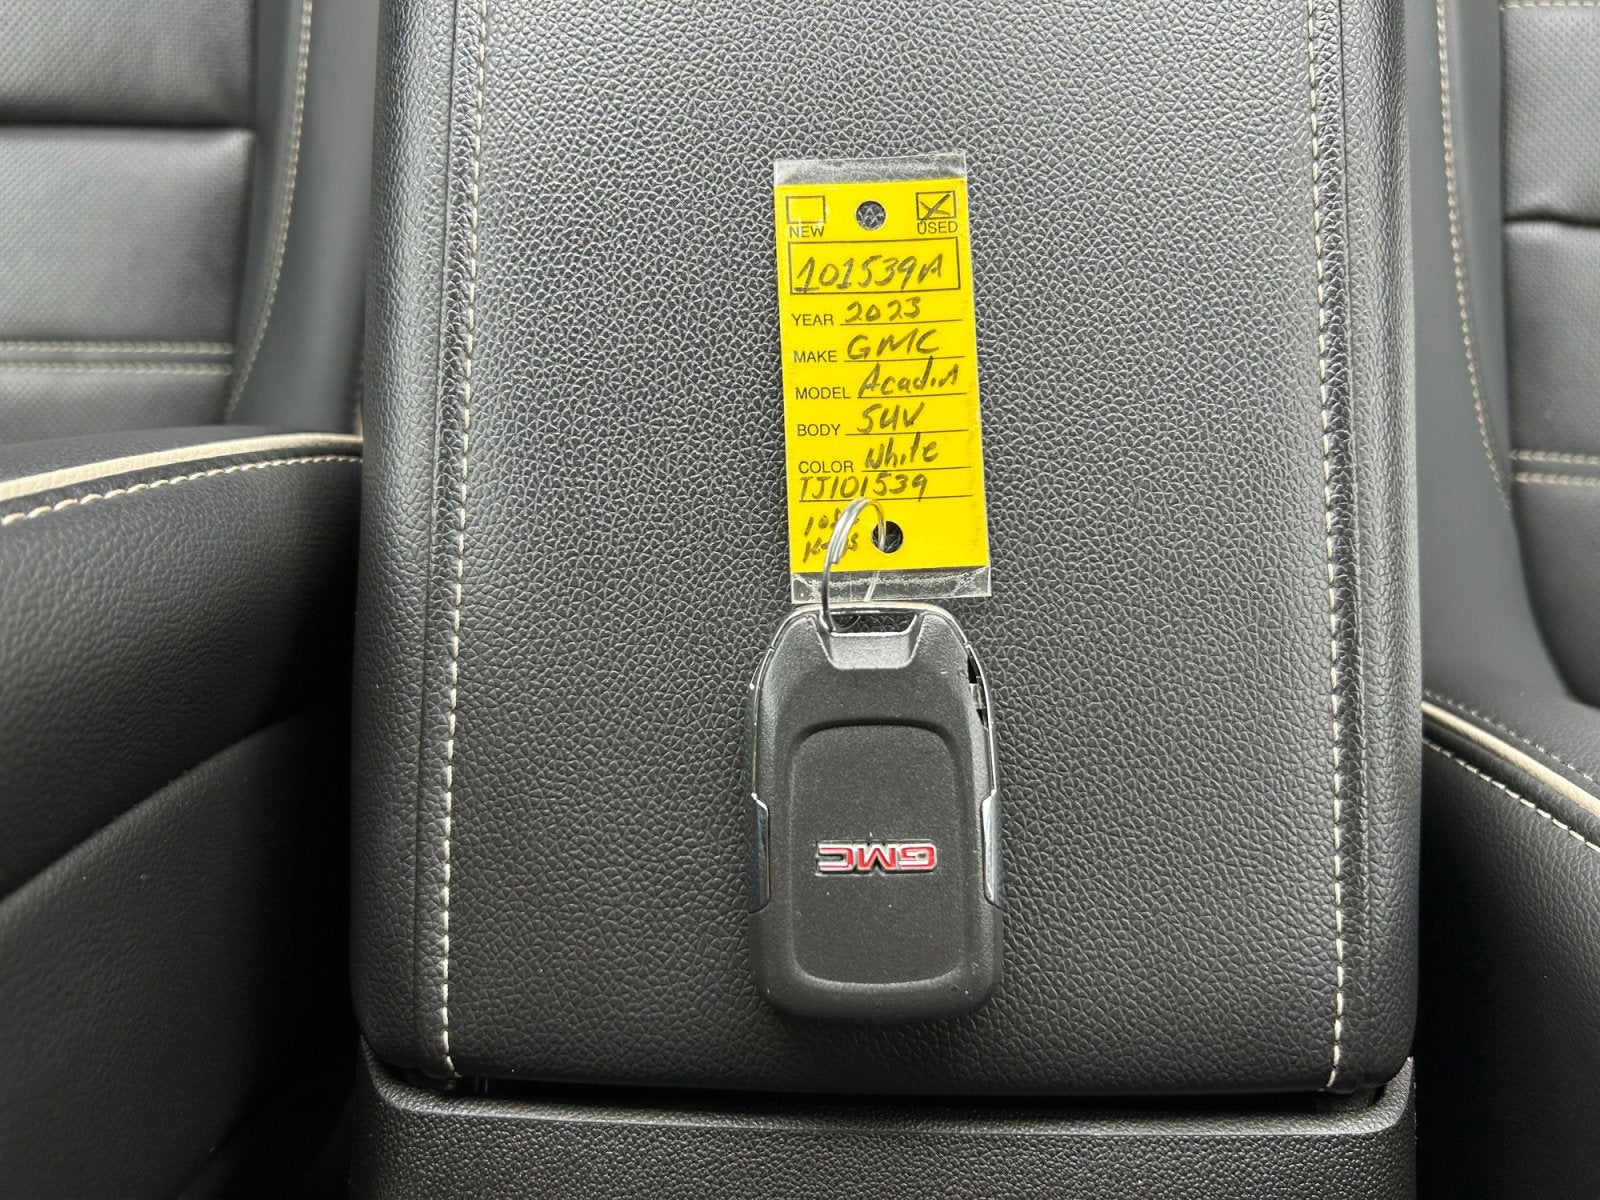 NEW USED
101539A
YEAR 2023
MAKE GMC
MODEL Acadia
BODY SUV
COLOR White
TJ101539
GMC